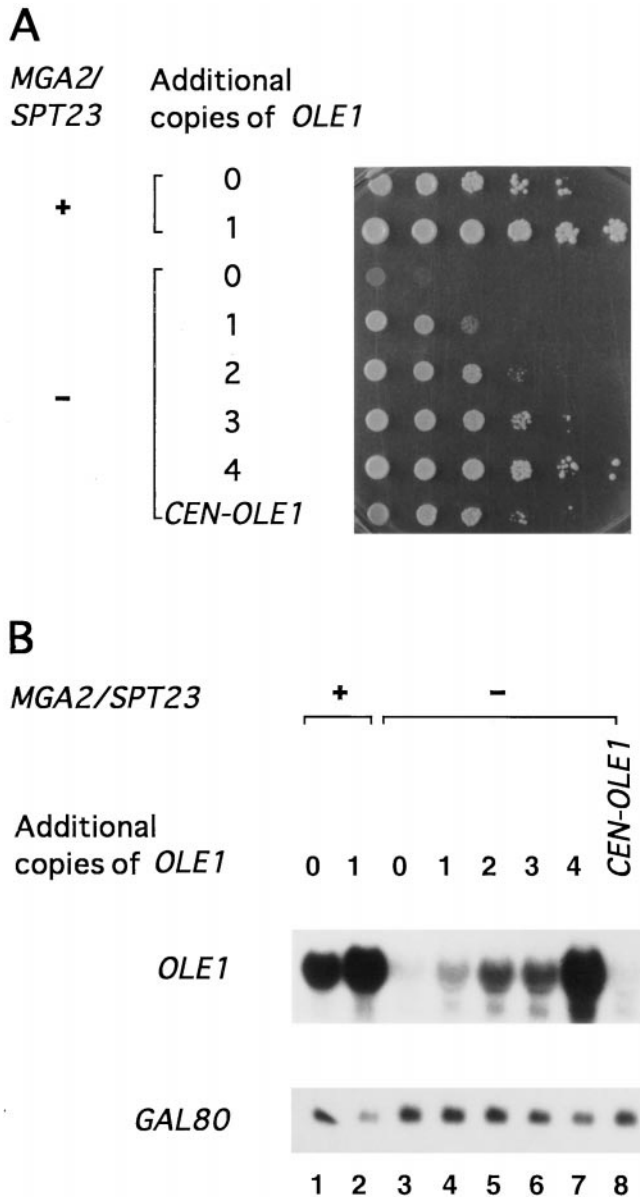 A
MGA2/ Additional
SPT23 copies of OLE1
0
+
1
0
1
2
-
3
4
CEN-OLE1
B
MGA2/SPT23 + -
Additional
copies of OLE1 0 1 0 1 2 3 4 CEN-OLE1
OLE1
GAL80
1 2 3 4 5 6 7 8